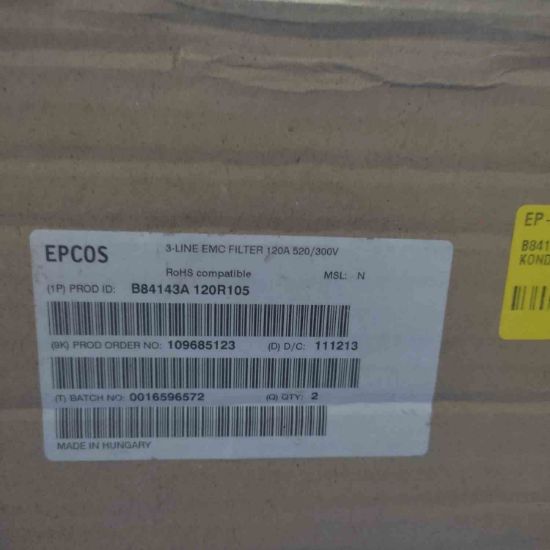 EPCOS
3-LINE EMC FILTER 120A 520/300V
RoHS compatible MSL: N
(1P) PROD ID: B84143A 120R105
(9K) PROD ORDER NO: 109685123 (D) D/C: 111213
(T) BATCH NO: 0016596572 (Q) QTY: 2
MADE IN HUNGARY
EP-
B841
KOND